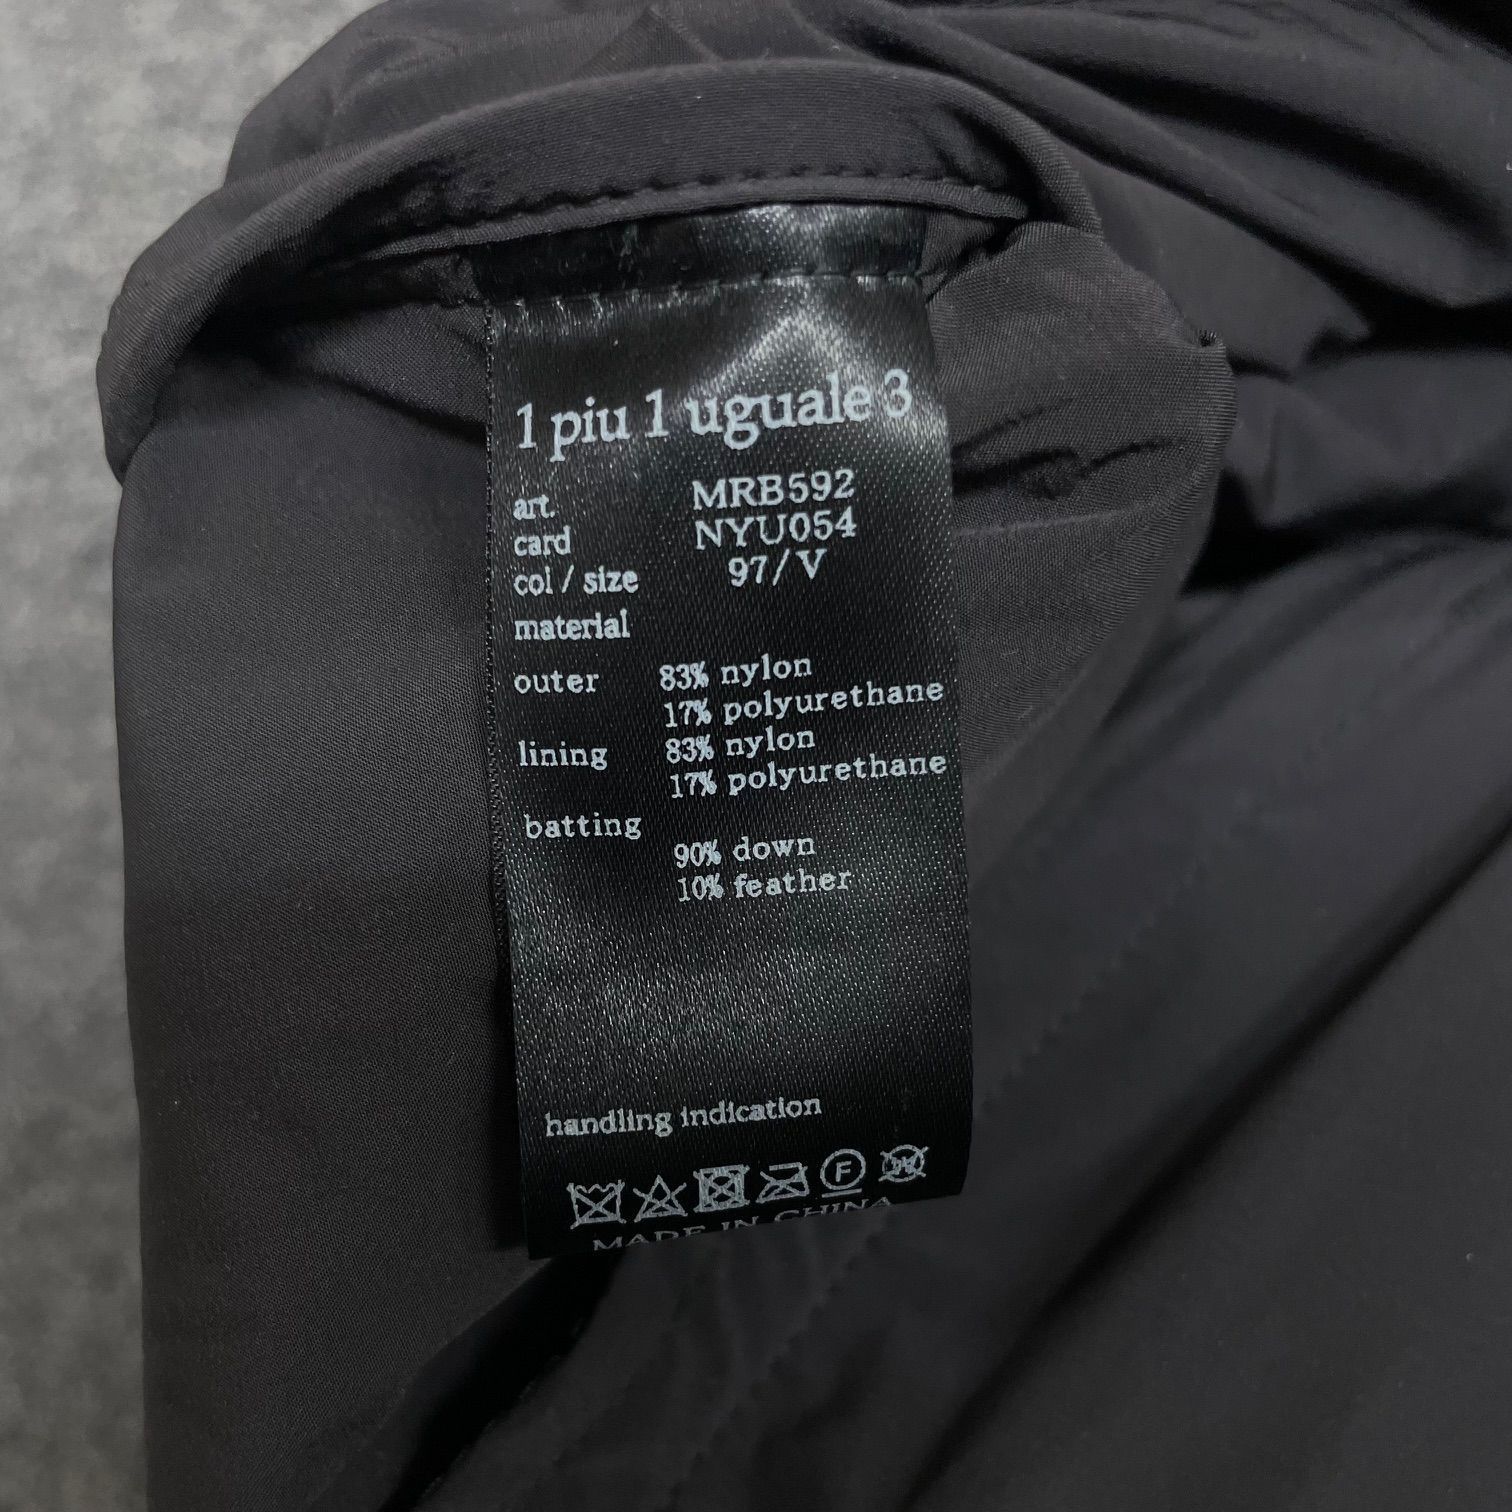 1 piu 1 uguale 3
art. MRB592
card NYU054
col / size 97/V
material
outer 83% nylon
17% polyurethane
lining 83% nylon
17% polyurethane
batting
90% down
10% feather
handling indication
F W
MADE IN CHINA